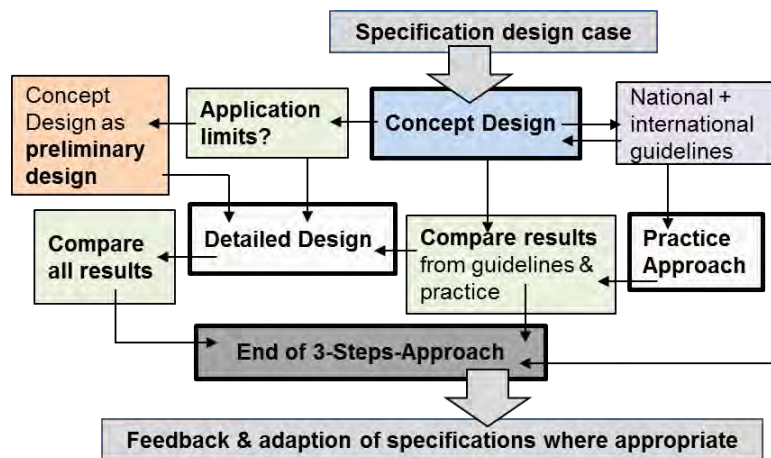 Specification design case
Concept
Design as
preliminary
design
Application
limits?
Concept Design
National +
international
guidelines
Compare
all results
Detailed Design
Compare results
from guidelines &
practice
Practice
Approach
End of 3-Steps-Approach
Feedback & adaption of specifications where appropriate